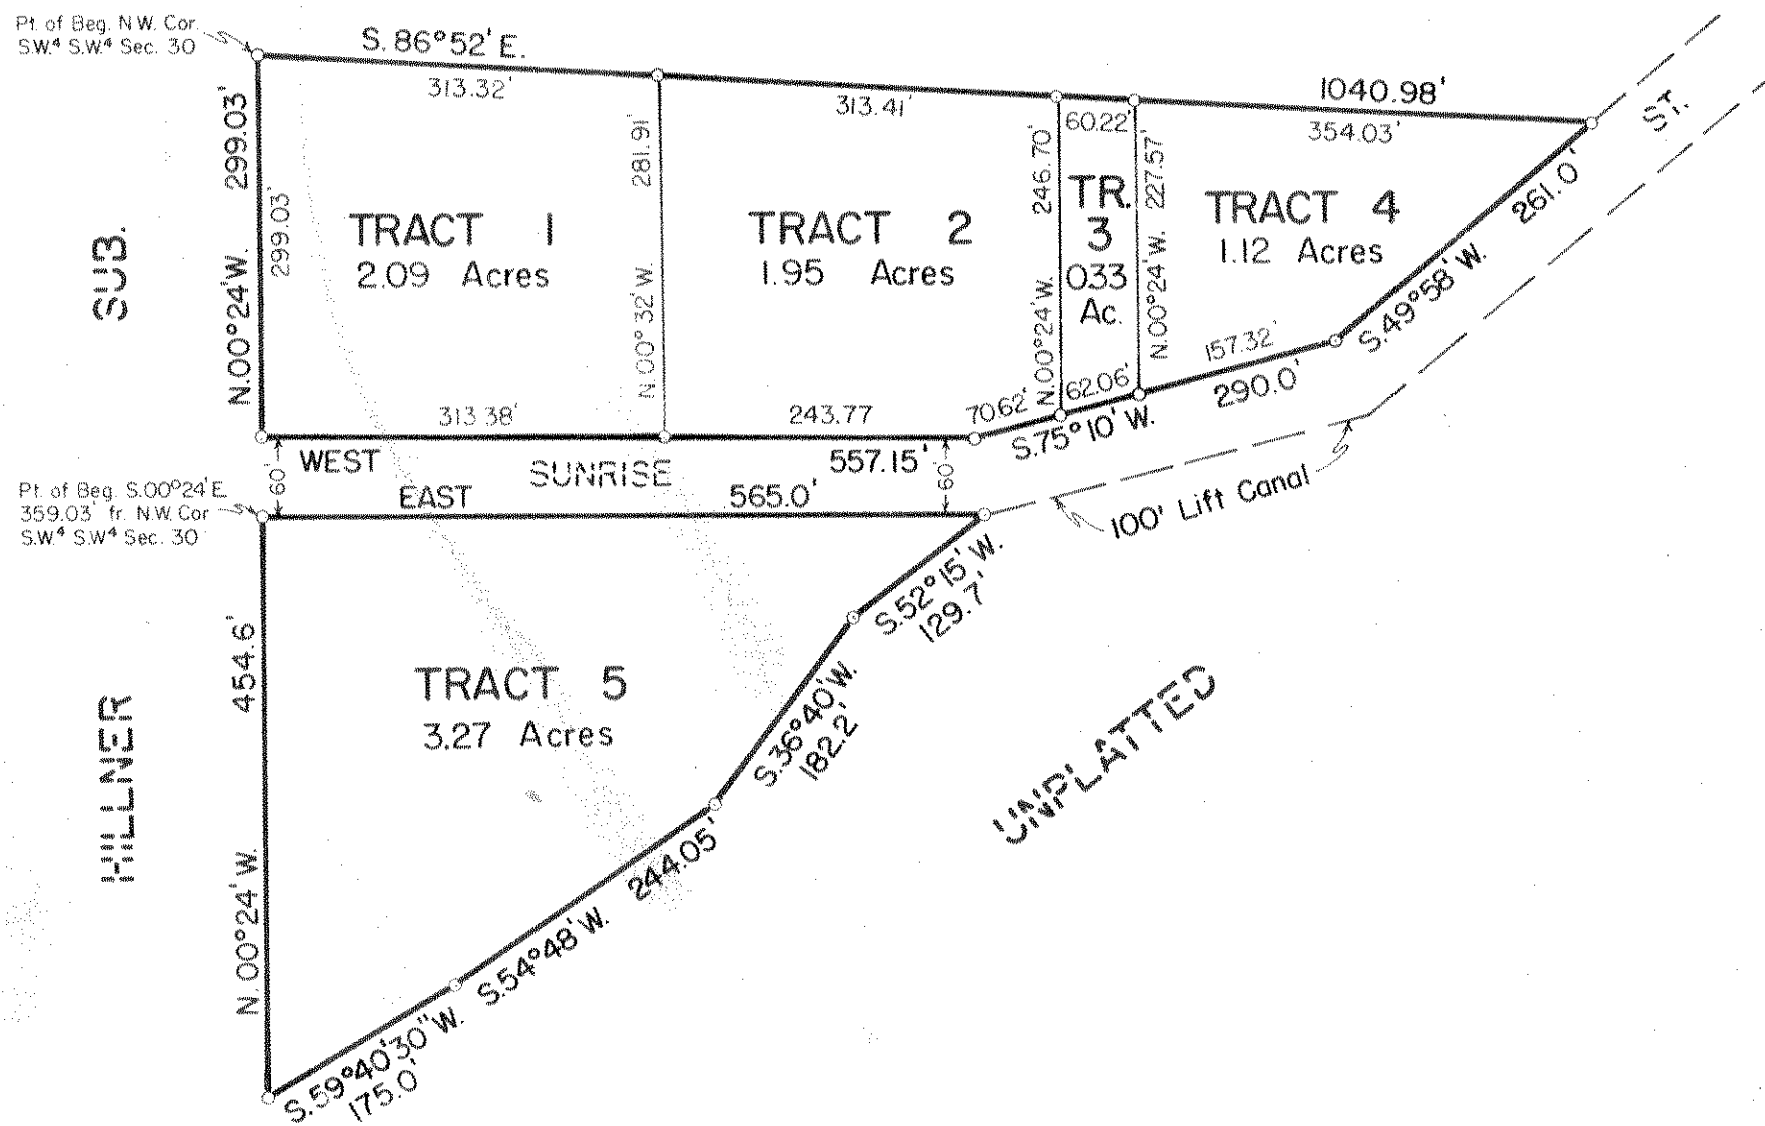 Pt. of Beg. N.W. Cor.
S.W.⁴ S.W.⁴ Sec. 30
S. 86°52' E.
1040.98'
313.32'
313.41'
60.22'
354.03'
ST.
N.00°24'W. 299.03'
299.03'
N.00°32'W. 281.91'
N.00°24'W. 246.70'
N.00°24'W. 227.57'
TRACT 1
2.09 Acres
TRACT 2
1.95 Acres
TR.
3
033
Ac.
TRACT 4
1.12 Acres
261.0'
S.49°58'W.
SUB.
313.38'
243.77
70.62'
62.06'
157.32'
290.0'
S.75°10'W.
WEST
557.15'
60'
SUNRISE
60'
EAST
565.0'
Pt. of Beg. S.00°24'E
359.03' fr. N.W. Cor
S.W.⁴ S.W⁴ Sec. 30
100' Lift Canal
S.52°15'W.
129.7'
N.00°24'W. 454.6'
TRACT 5
3.27 Acres
S.36°40'W.
182.2'
HILLNER
UNPLATTED
S.54°48'W. 244.05'
S.59°40'30"W.
175.0'